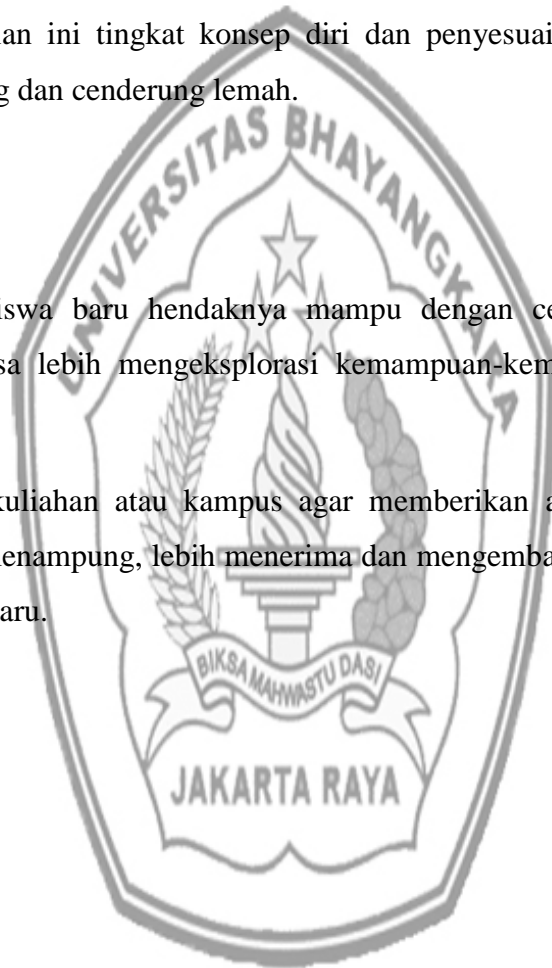 an ini tingkat konsep diri dan penyesuai
g dan cenderung lemah.
UNIVERSITAS BHAYANGKARA
iswa baru hendaknya mampu dengan ce
sa lebih mengeksplorasi kemampuan-kem
kuliahan atau kampus agar memberikan a
enampung, lebih menerima dan mengemba
aru.
BIKSA MAHWASTU DASI
JAKARTA RAYA